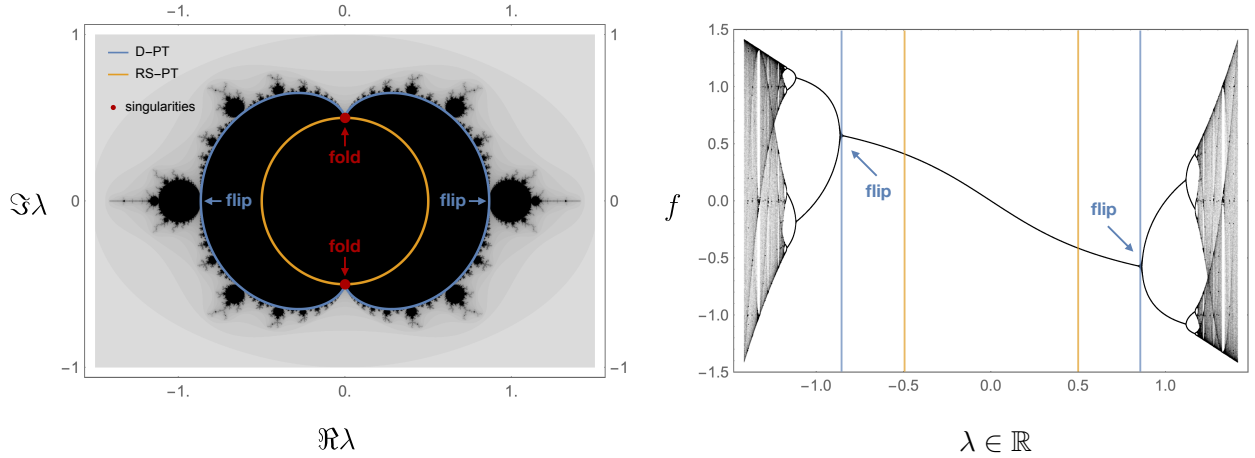 −1. 0. 1.
1 1
D−PT
RS−PT
singularities
fold
flip flip
ℑλ 0 0
fold
−1 −1
−1. 0. 1.
ℜλ
1.5
1.0
0.5
flip
f 0.0
flip
−0.5
−1.0
−1.5
−1.0 −0.5 0.0 0.5 1.0
λ ∈ ℝ